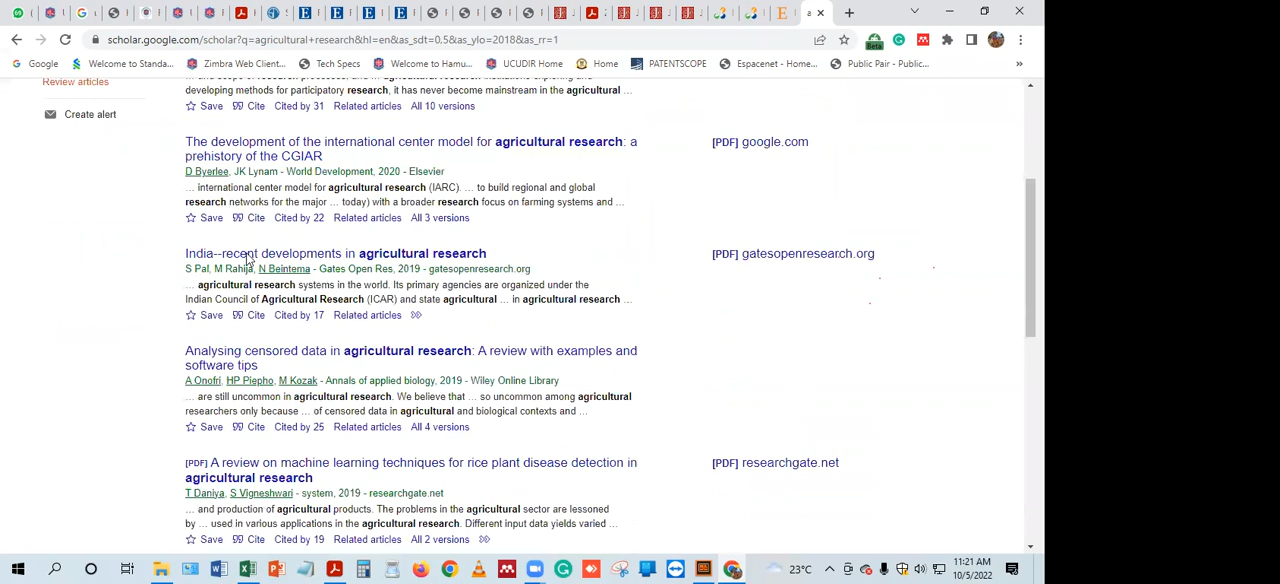 scholar.google.com/scholar?q=agricultural+research&hl=en&as_sdt=0,5&as_ylo=2018&as_rr=1
Beta
Google
Welcome to Standa...
Zimbra Web Client...
Tech Specs
Welcome to Hamu...
UCUDIR Home
Home
PATENTSCOPE
Espacenet - Home...
Public Pair - Public...
Review articles
Create alert
developing methods for participatory research, it has never become mainstream in the agricultural ...
Save Cite Cited by 31 Related articles All 10 versions
The development of the international center model for agricultural research: a
prehistory of the CGIAR
[PDF] google.com
D Byerlee, JK Lynam - World Development, 2020 - Elsevier
... international center model for agricultural research (IARC). ... to build regional and global
research networks for the major ... today) with a broader research focus on farming systems and ...
Save Cite Cited by 22 Related articles All 3 versions
India--recent developments in agricultural research
[PDF] gatesopenresearch.org
S Pal, M Rahija, N Beintema - Gates Open Res, 2019 - gatesopenresearch.org
... agricultural research systems in the world. Its primary agencies are organized under the
Indian Council of Agricultural Research (ICAR) and state agricultural ... in agricultural research ...
Save Cite Cited by 17 Related articles
Analysing censored data in agricultural research: A review with examples and
software tips
A Onofri, HP Piepho, M Kozak - Annals of applied biology, 2019 - Wiley Online Library
... are still uncommon in agricultural research. We believe that ... so uncommon among agricultural
researchers only because ... of censored data in agricultural and biological contexts and ...
Save Cite Cited by 25 Related articles All 4 versions
[PDF] A review on machine learning techniques for rice plant disease detection in
agricultural research
[PDF] researchgate.net
T Daniya, S Vigneshwari - system, 2019 - researchgate.net
... and production of agricultural products. The problems in the agricultural sector are lessoned
by ... used in various applications in the agricultural research. Different input data yields varied ...
Save Cite Cited by 19 Related articles All 2 versions
23°C
11:21 AM
10/5/2022